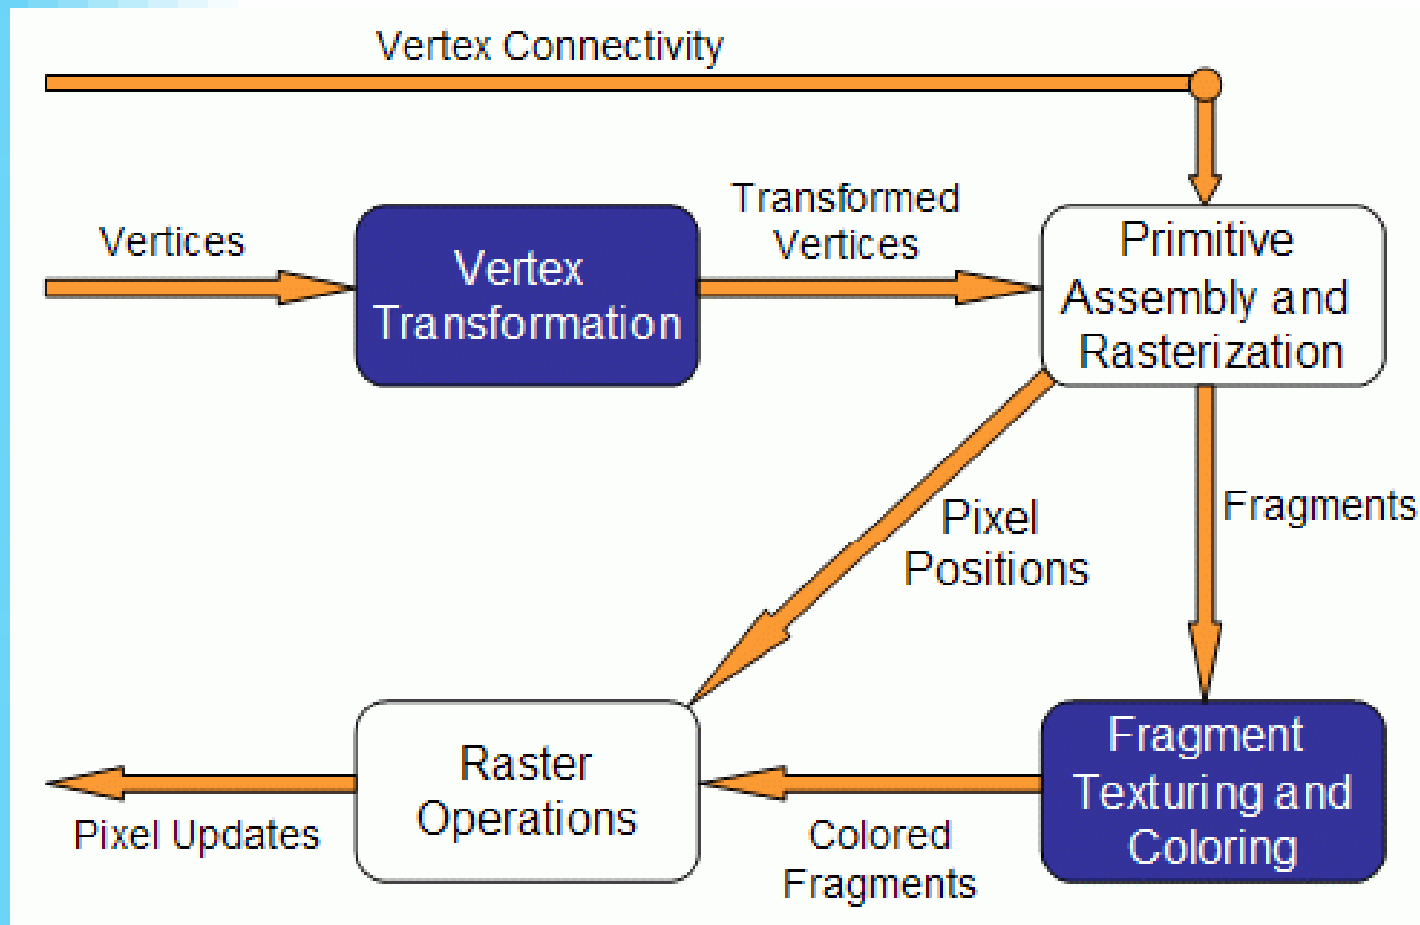 Vertex Connectivity
Vertices
Vertex
Transformation
Transformed
Vertices
Primitive
Assembly and
Rasterization
Pixel
Positions
Fragments
Fragment
Texturing and
Coloring
Colored
Fragments
Raster
Operations
Pixel Updates